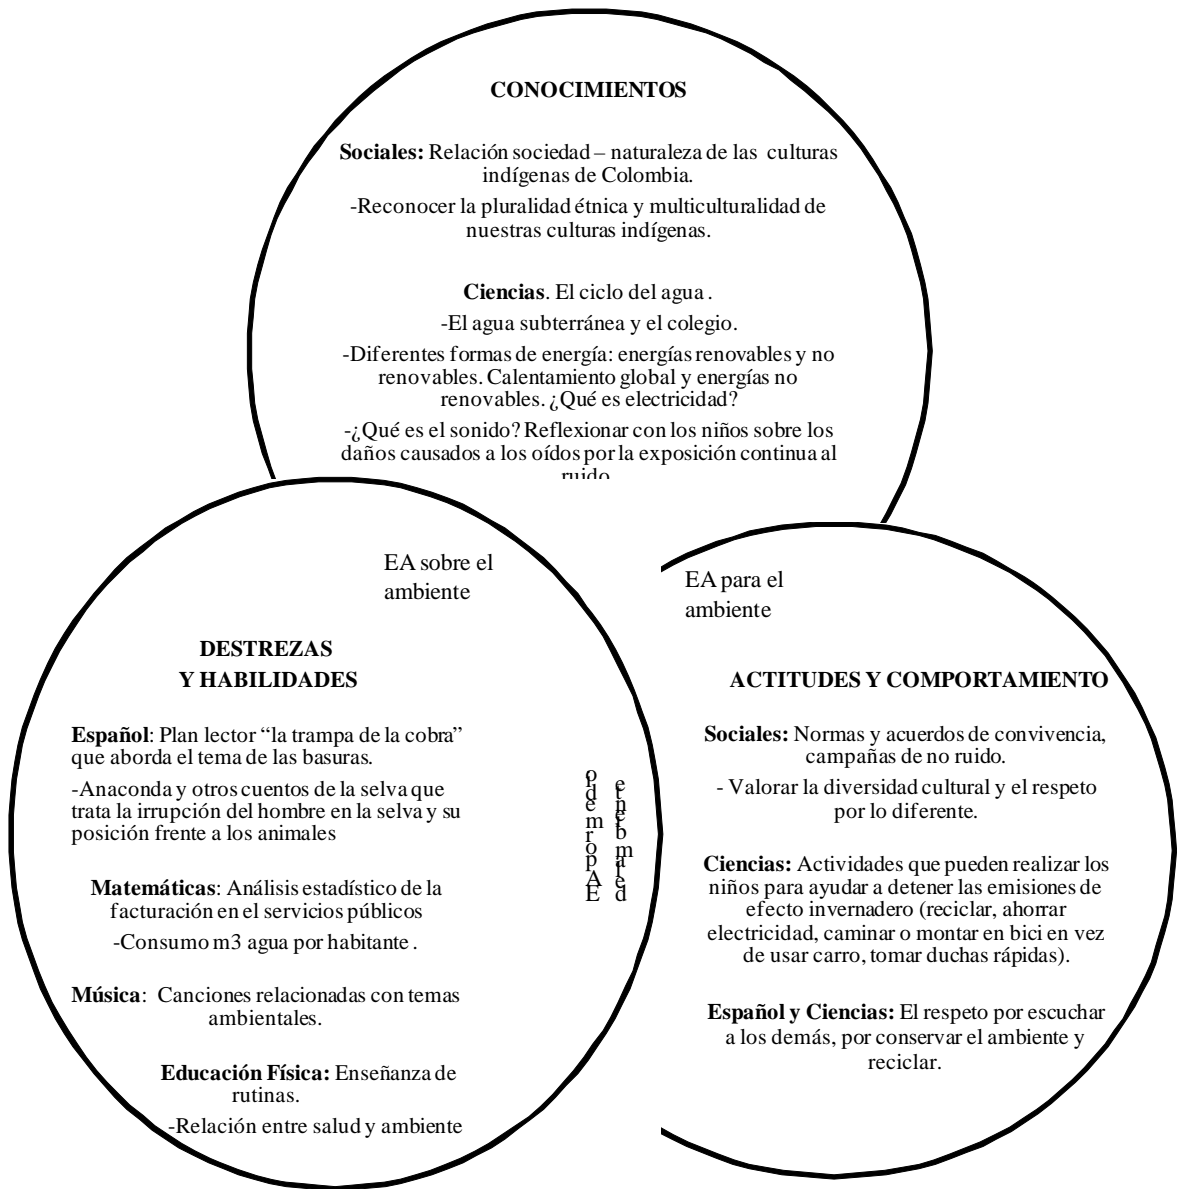 CONOCIMIENTOS
Sociales: Relación sociedad – naturaleza de las culturas
indígenas de Colombia.
-Reconocer la pluralidad étnica y multiculturalidad de
nuestras culturas indígenas.
Ciencias. El ciclo del agua .
-El agua subterránea y el colegio.
-Diferentes formas de energía: energías renovables y no
renovables. Calentamiento global y energías no
renovables. ¿Qué es electricidad?
-¿Qué es el sonido? Reflexionar con los niños sobre los
daños causados a los oídos por la exposición continua al
ruido
EA sobre el
ambiente
DESTREZAS
Y HABILIDADES
Español: Plan lector “la trampa de la cobra”
que aborda el tema de las basuras.
-Anaconda y otros cuentos de la selva que
trata la irrupción del hombre en la selva y su
posición frente a los animales
Matemáticas: Análisis estadístico de la
facturación en el servicios públicos
-Consumo m3 agua por habitante .
Música: Canciones relacionadas con temas
ambientales.
Educación Física: Enseñanza de
rutinas.
-Relación entre salud y ambiente
EA por medio
del ambiente
EA para el
ambiente
ACTITUDES Y COMPORTAMIENTO
Sociales: Normas y acuerdos de convivencia,
campañas de no ruido.
- Valorar la diversidad cultural y el respeto
por lo diferente.
Ciencias: Actividades que pueden realizar los
niños para ayudar a detener las emisiones de
efecto invernadero (reciclar, ahorrar
electricidad, caminar o montar en bici en vez
de usar carro, tomar duchas rápidas).
Español y Ciencias: El respeto por escuchar
a los demás, por conservar el ambiente y
reciclar.